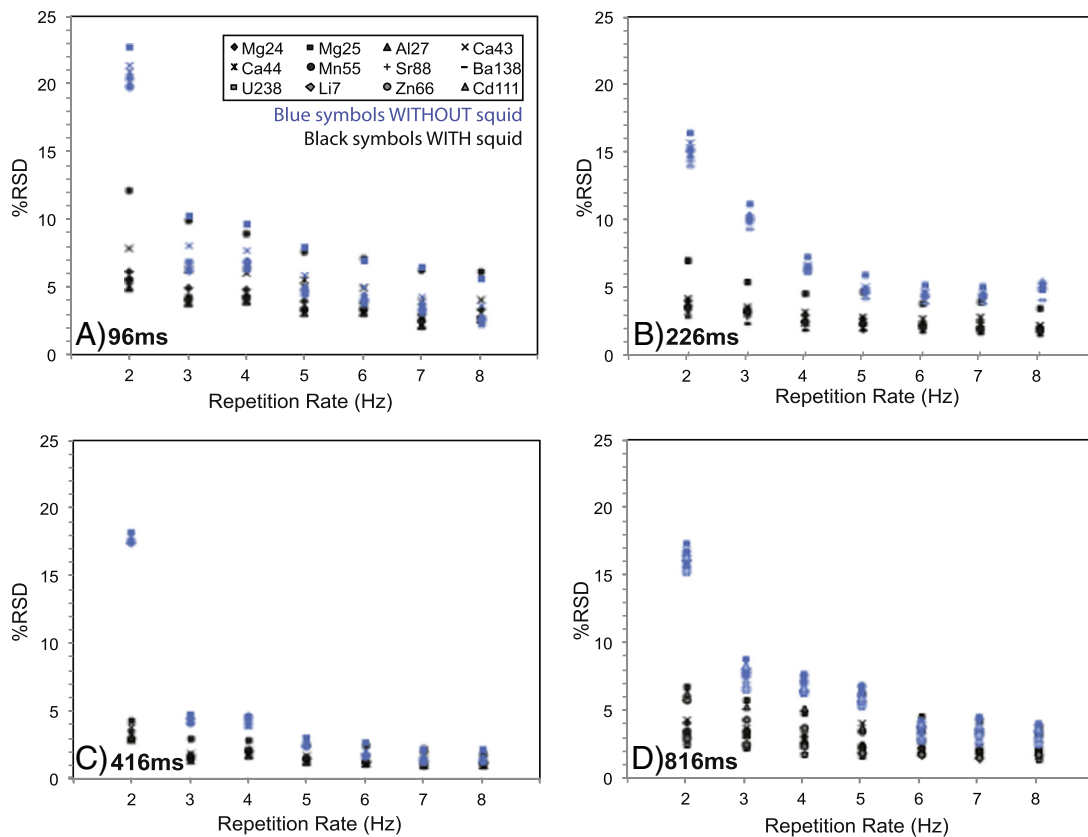 25
20
15
10
5
0
%RSD
Mg24 Mg25 Al27 Ca43
Ca44 Mn55 Sr88 Ba138
U238 Li7 Zn66 Cd111
Blue symbols WITHOUT squid
Black symbols WITH squid
A) 96ms
2 3 4 5 6 7 8
Repetition Rate (Hz)
25
20
15
10
5
0
%RSD
B) 226ms
2 3 4 5 6 7 8
Repetition Rate (Hz)
25
20
15
10
5
0
%RSD
C) 416ms
2 3 4 5 6 7 8
Repetition Rate (Hz)
25
20
15
10
5
0
%RSD
D) 816ms
2 3 4 5 6 7 8
Repetition Rate (Hz)